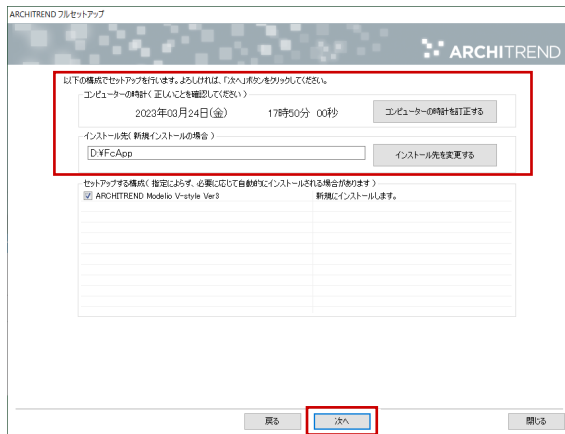 ARCHITREND フルセットアップ
ARCHITREND
以下の構成でセットアップを行います。よろしければ、「次へ」ボタンをクリックしてください。
コンピューターの時計( 正しいことを確認してください )
2023年03月24日(金) 17時50分 00秒 コンピューターの時計を訂正する
インストール先( 新規インストールの場合 )
D:¥FcApp インストール先を変更する
セットアップする構成( 指定によらず、必要に応じて自動的にインストールされる場合があります )
ARCHITREND Modelio V-style Ver3 新規にインストールします。
戻る 次へ 閉じる